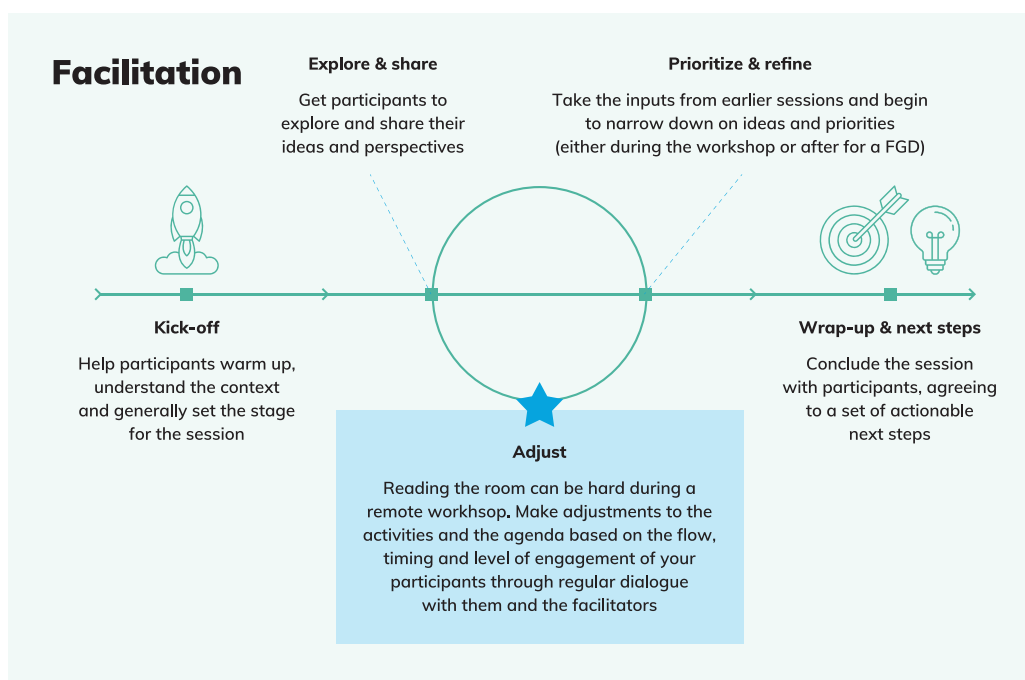 Facilitation
Explore & share
Get participants to
explore and share their
ideas and perspectives
Prioritize & refine
Take the inputs from earlier sessions and begin
to narrow down on ideas and priorities
(either during the workshop or after for a FGD)
Kick-off
Help participants warm up,
understand the context
and generally set the stage
for the session
Wrap-up & next steps
Conclude the session
with participants, agreeing
to a set of actionable
next steps
Adjust
Reading the room can be hard during a
remote workhsop. Make adjustments to the
activities and the agenda based on the flow,
timing and level of engagement of your
participants through regular dialogue
with them and the facilitators